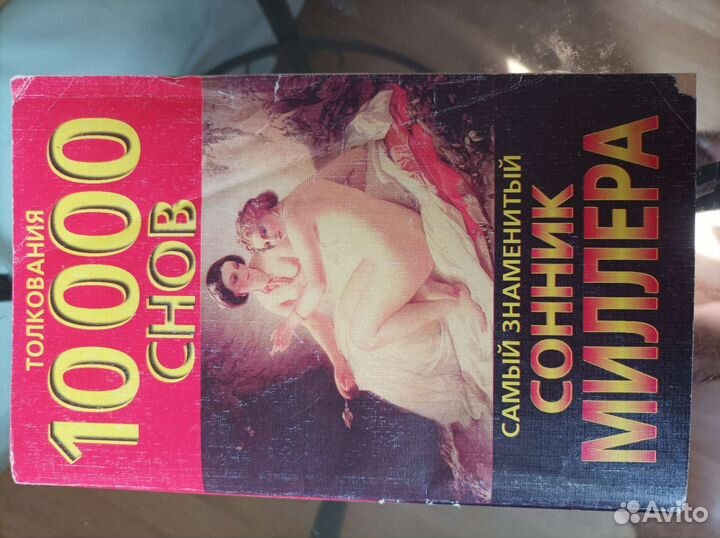 ТОЛКОВАНИЯ
10000
СНОВ
САМЫЙ ЗНАМЕНИТЫЙ
СОННИК
МИЛЛЕРА
Avito